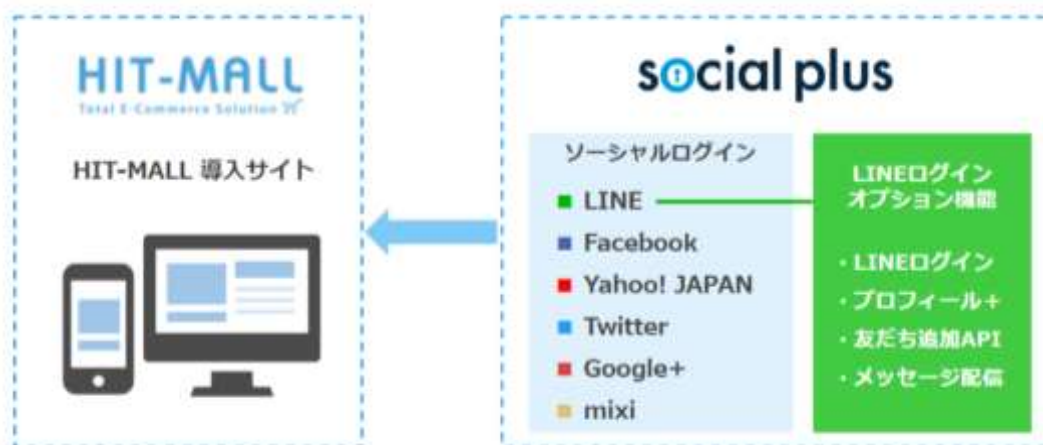 HIT-MALL
Total E-Commerce Solution
HIT-MALL 導入サイト
social plus
ソーシャルログイン
LINE
Facebook
Yahoo! JAPAN
Twitter
Google+
mixi
LINEログイン
オプション機能
・LINEログイン
・プロフィール+
・友だち追加API
・メッセージ配信